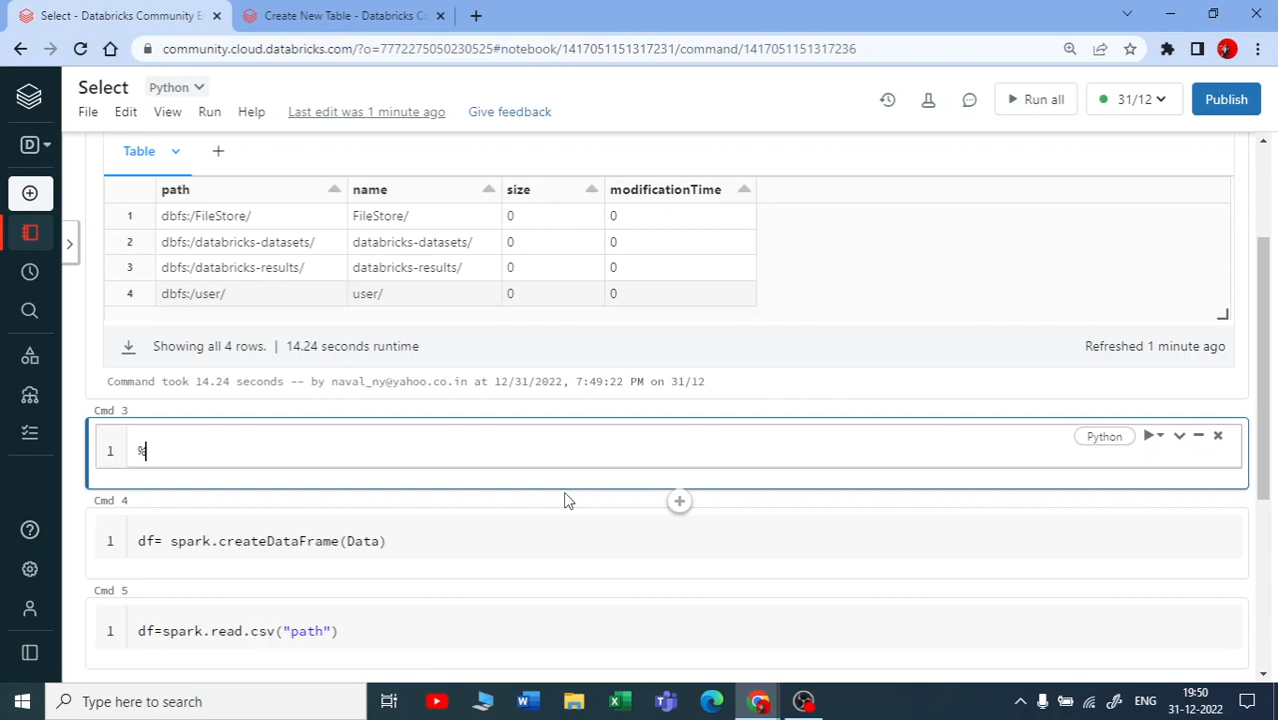 Select - Databricks Community E
Create New Table - Databricks Co
community.cloud.databricks.com/?o=7772275050230525#notebook/1417051151317231/command/1417051151317236
D
Select Python
File Edit View Run Help Last edit was 1 minute ago Give feedback
Run all
31/12
Publish
Table
path name size modificationTime
1 dbfs:/FileStore/ FileStore/ 0 0
2 dbfs:/databricks-datasets/ databricks-datasets/ 0 0
3 dbfs:/databricks-results/ databricks-results/ 0 0
4 dbfs:/user/ user/ 0 0
Showing all 4 rows. | 14.24 seconds runtime
Refreshed 1 minute ago
Command took 14.24 seconds -- by naval_ny@yahoo.co.in at 12/31/2022, 7:49:22 PM on 31/12
Cmd 3
Python
1 %
Cmd 4
1 df= spark.createDataFrame(Data)
Cmd 5
1 df=spark.read.csv("path")
Type here to search
ENG
19:50
31-12-2022